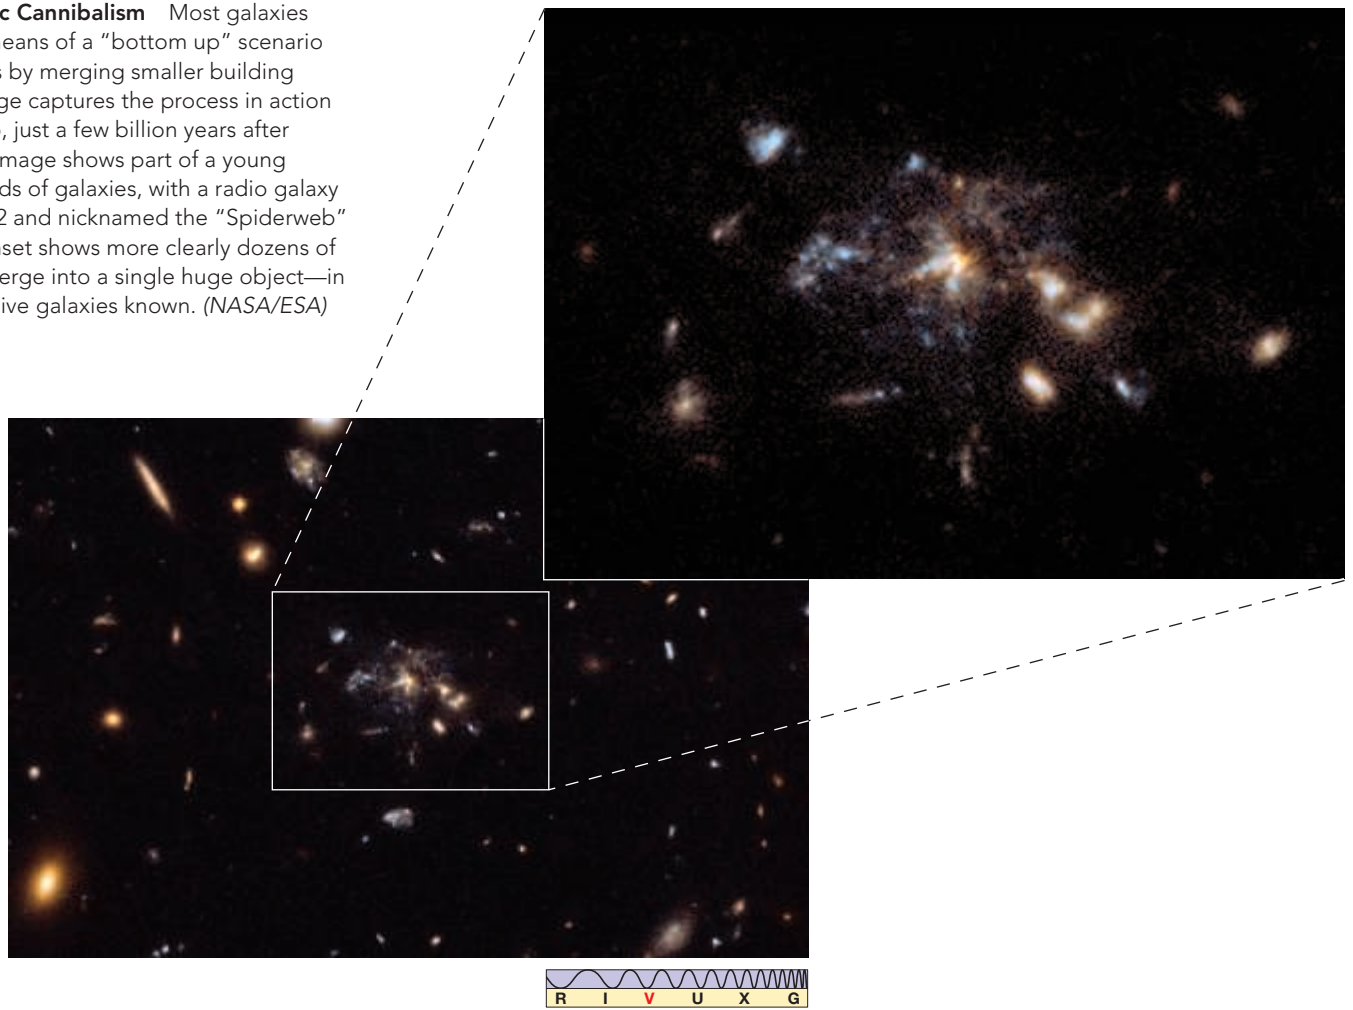 c Cannibalism Most galaxies
eans of a “bottom up” scenario
s by merging smaller building
ge captures the process in action
, just a few billion years after
mage shows part of a young
ds of galaxies, with a radio galaxy
2 and nicknamed the “Spiderweb”
nset shows more clearly dozens of
erge into a single huge object—in
ive galaxies known. (NASA/ESA)
R I V U X G